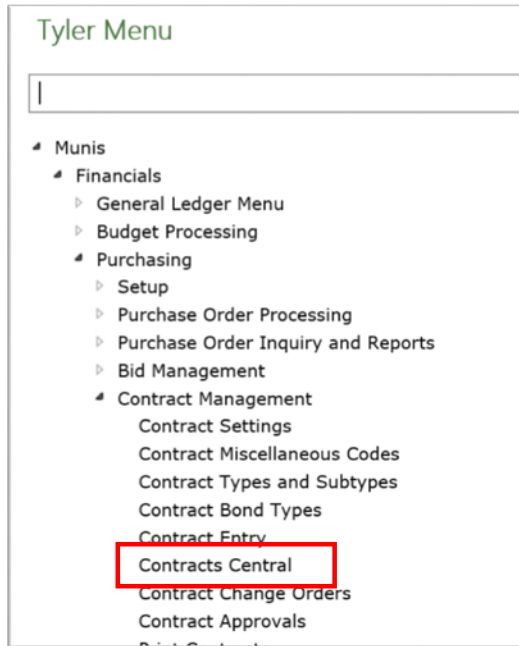 Tyler Menu
Munis
Financials
General Ledger Menu
Budget Processing
Purchasing
Setup
Purchase Order Processing
Purchase Order Inquiry and Reports
Bid Management
Contract Management
Contract Settings
Contract Miscellaneous Codes
Contract Types and Subtypes
Contract Bond Types
Contract Entry
Contracts Central
Contract Change Orders
Contract Approvals
Print Contracts